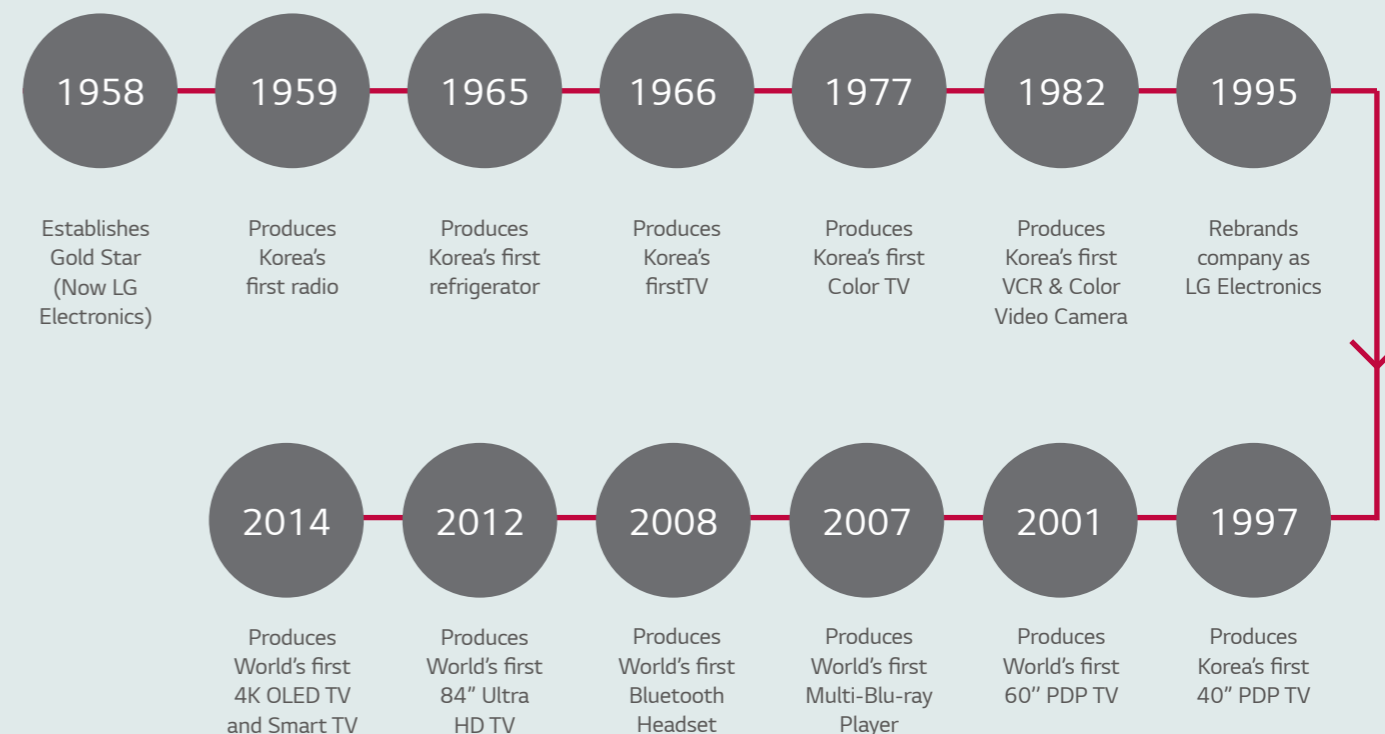 1958
Establishes
Gold Star
(Now LG
Electronics)
1959
Produces
Korea’s
first radio
1965
Produces
Korea’s first
refrigerator
1966
Produces
Korea’s
firstTV
1977
Produces
Korea’s first
Color TV
1982
Produces
Korea’s first
VCR & Color
Video Camera
1995
Rebrands
company as
LG Electronics
1997
Produces
Korea’s first
40” PDP TV
2001
Produces
World’s first
60’’ PDP TV
2007
Produces
World’s first
Multi-Blu-ray
Player
2008
Produces
World’s first
Bluetooth
Headset
2012
Produces
World’s first
84” Ultra
HD TV
2014
Produces
World’s first
4K OLED TV
and Smart TV